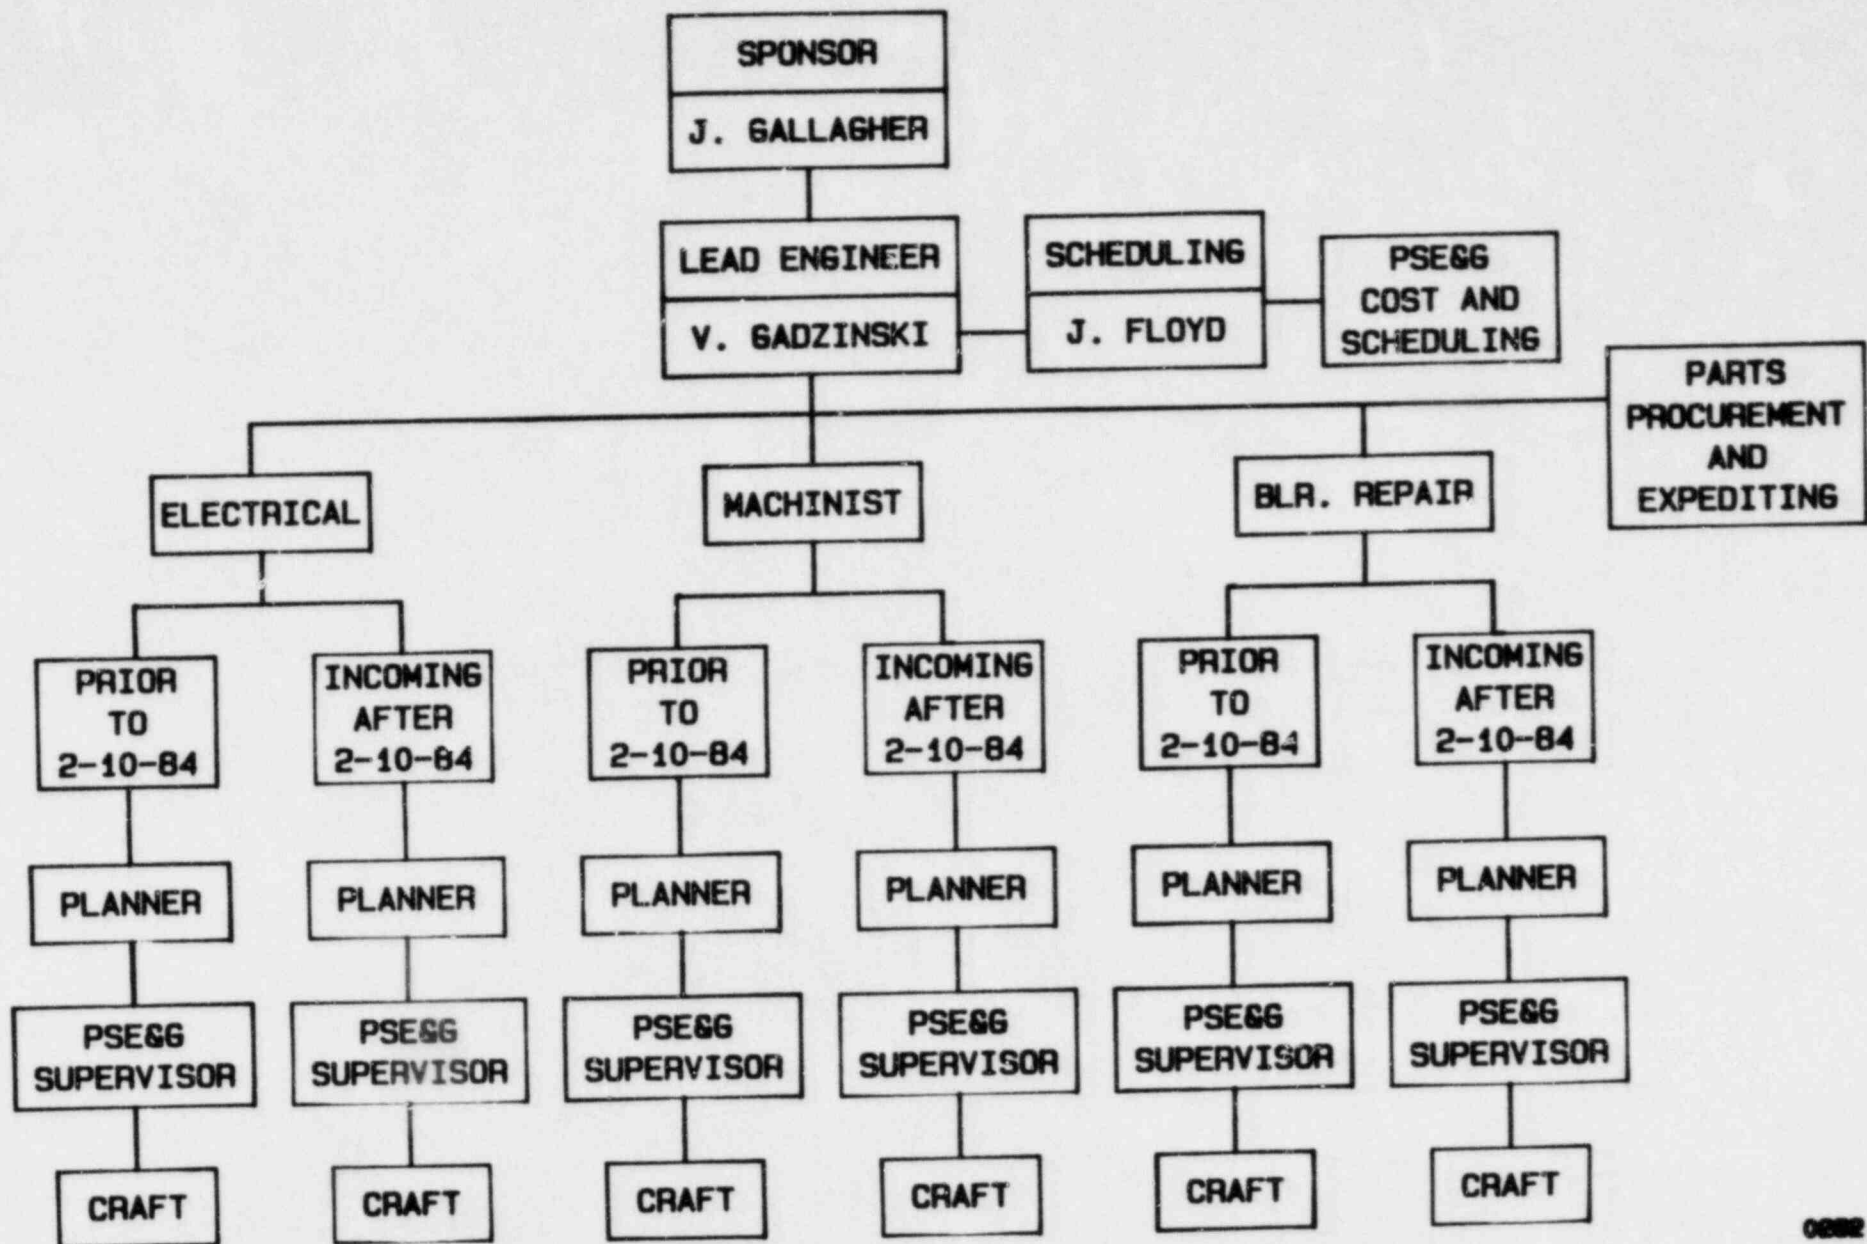 SPONSOR
J. GALLAGHER
LEAD ENGINEER
V. GADZINSKI
SCHEDULING
J. FLOYD
PSE&G
COST AND
SCHEDULING
PARTS
PROCUREMENT
AND
EXPEDITING
ELECTRICAL
MACHINIST
BLR. REPAIR
PRIOR
TO
2-10-84
INCOMING
AFTER
2-10-84
PRIOR
TO
2-10-84
INCOMING
AFTER
2-10-84
PRIOR
TO
2-10-84
INCOMING
AFTER
2-10-84
PLANNER
PLANNER
PLANNER
PLANNER
PLANNER
PLANNER
PSE&G
SUPERVISOR
PSE&G
SUPERVISOR
PSE&G
SUPERVISOR
PSE&G
SUPERVISOR
PSE&G
SUPERVISOR
PSE&G
SUPERVISOR
CRAFT
CRAFT
CRAFT
CRAFT
CRAFT
CRAFT